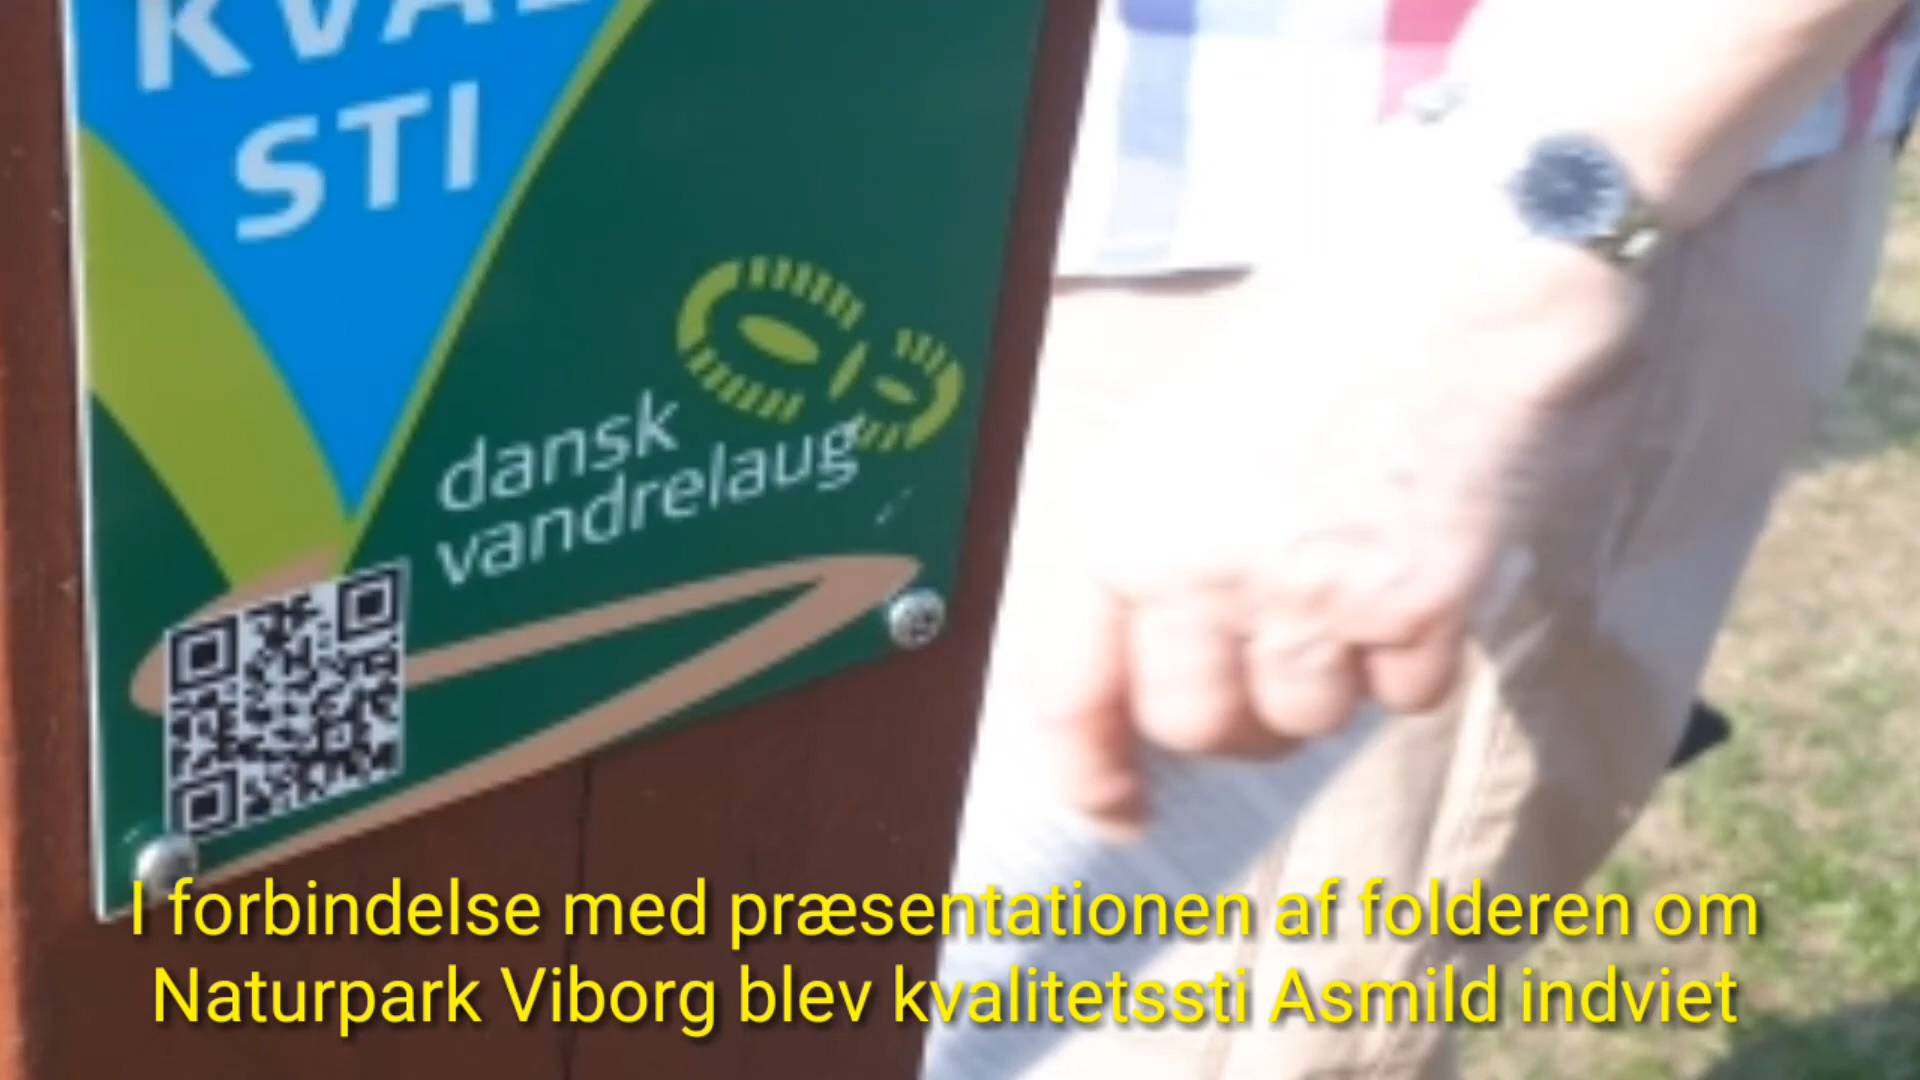 STI
dansk
vandrelaug
I forbindelse med præsentationen af folderen om
Naturpark Viborg blev kvalitetssti Asmild indviet